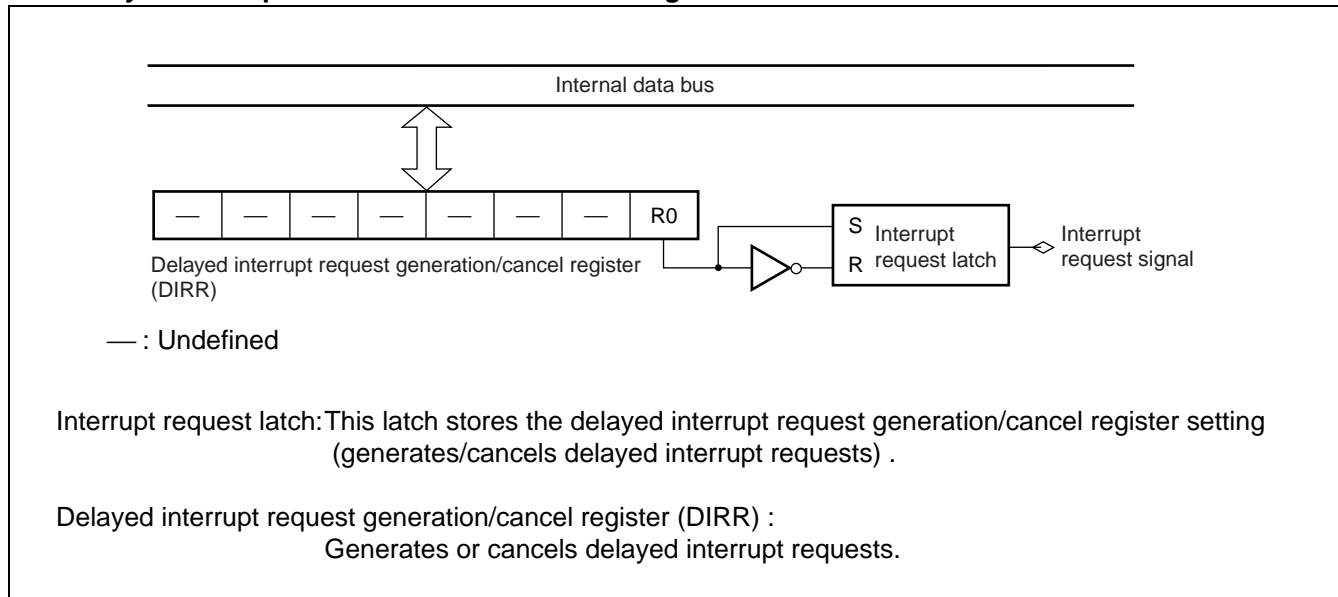 Internal data bus
— — — — — — — R0
Delayed interrupt request generation/cancel register
(DIRR)
S
R
Interrupt
request latch
Interrupt
request signal
— : Undefined
Interrupt request latch:This latch stores the delayed interrupt request generation/cancel register setting
(generates/cancels delayed interrupt requests) .
Delayed interrupt request generation/cancel register (DIRR) :
Generates or cancels delayed interrupt requests.